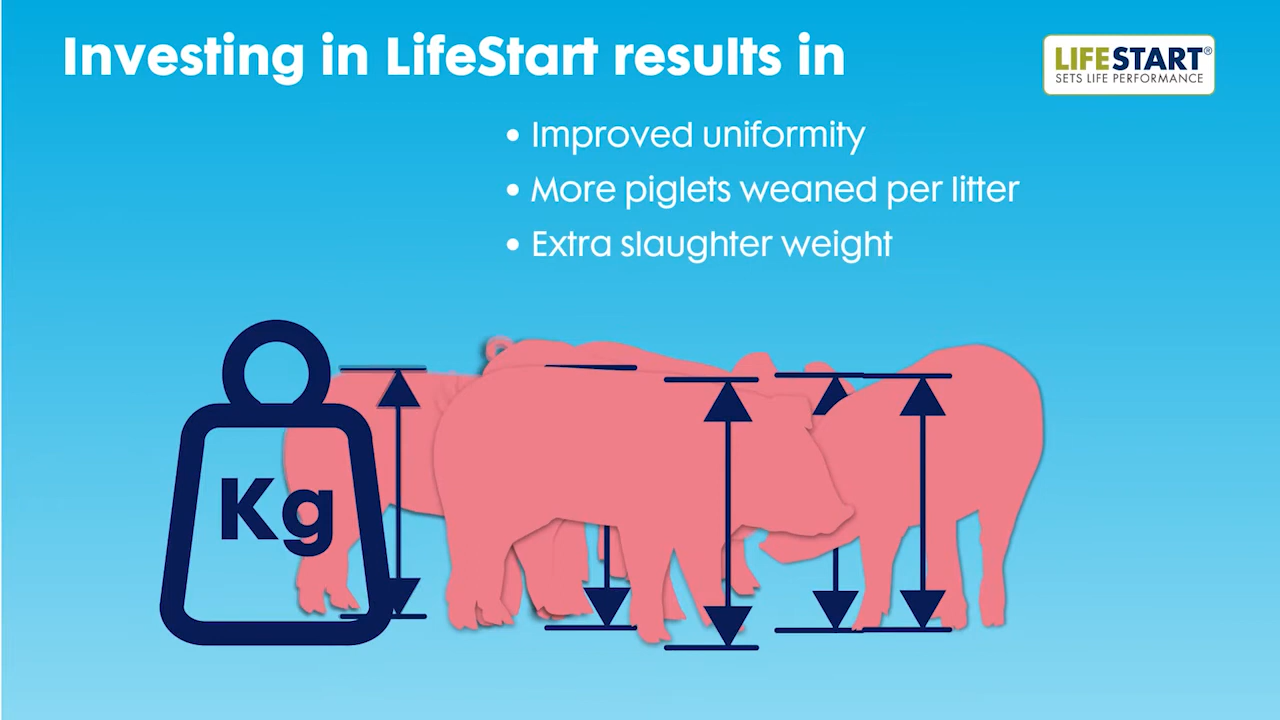 Investing in LifeStart results in
LIFESTART®
SETS LIFE PERFORMANCE
• Improved uniformity
• More piglets weaned per litter
• Extra slaughter weight
Kg